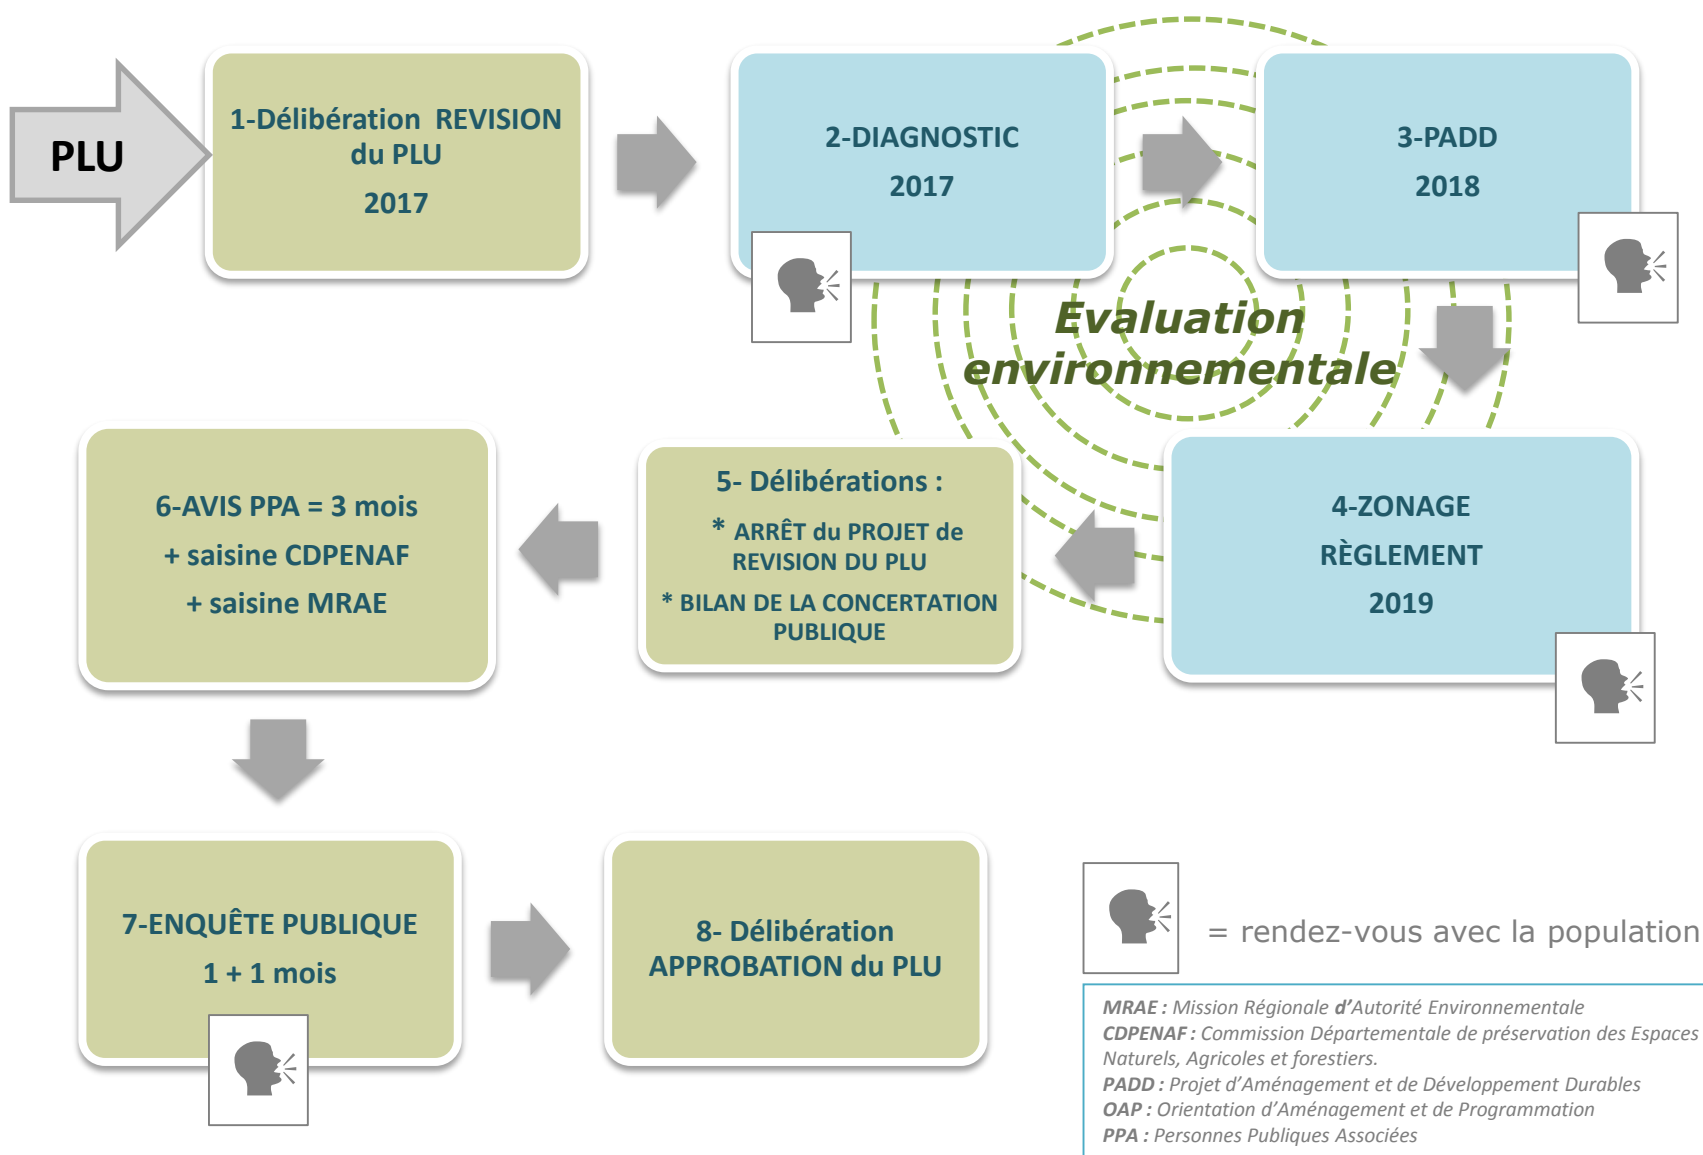 PLU
1-Délibération REVISION
du PLU
2017
2-DIAGNOSTIC
2017
3-PADD
2018
Evaluation
environnementale
4-ZONAGE
RÈGLEMENT
2019
5- Délibérations :
* ARRÊT du PROJET de
REVISION DU PLU
* BILAN DE LA CONCERTATION
PUBLIQUE
6-AVIS PPA = 3 mois
+ saisine CDPENAF
+ saisine MRAE
7-ENQUÊTE PUBLIQUE
1 + 1 mois
8- Délibération
APPROBATION du PLU
= rendez-vous avec la population
MRAE : Mission Régionale d’Autorité Environnementale
CDPENAF : Commission Départementale de préservation des Espaces
Naturels, Agricoles et forestiers.
PADD : Projet d’Aménagement et de Développement Durables
OAP : Orientation d’Aménagement et de Programmation
PPA : Personnes Publiques Associées